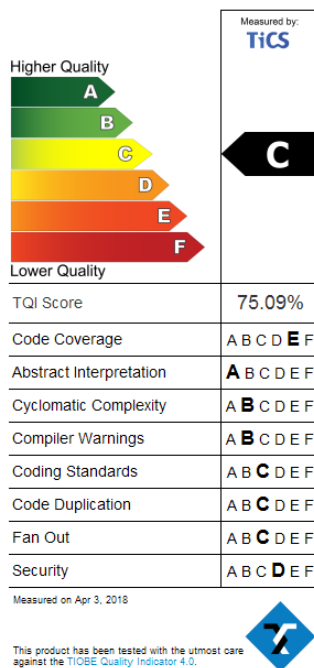 Measured by:
TiCS
Higher Quality
A
B
C
D
E
F
C
Lower Quality
TQI Score 75.09%
Code Coverage A B C D E F
Abstract Interpretation A B C D E F
Cyclomatic Complexity A B C D E F
Compiler Warnings A B C D E F
Coding Standards A B C D E F
Code Duplication A B C D E F
Fan Out A B C D E F
Security A B C D E F
Measured on Apr 3, 2018
This product has been tested with the utmost care
against the TIOBE Quality Indicator 4.0.